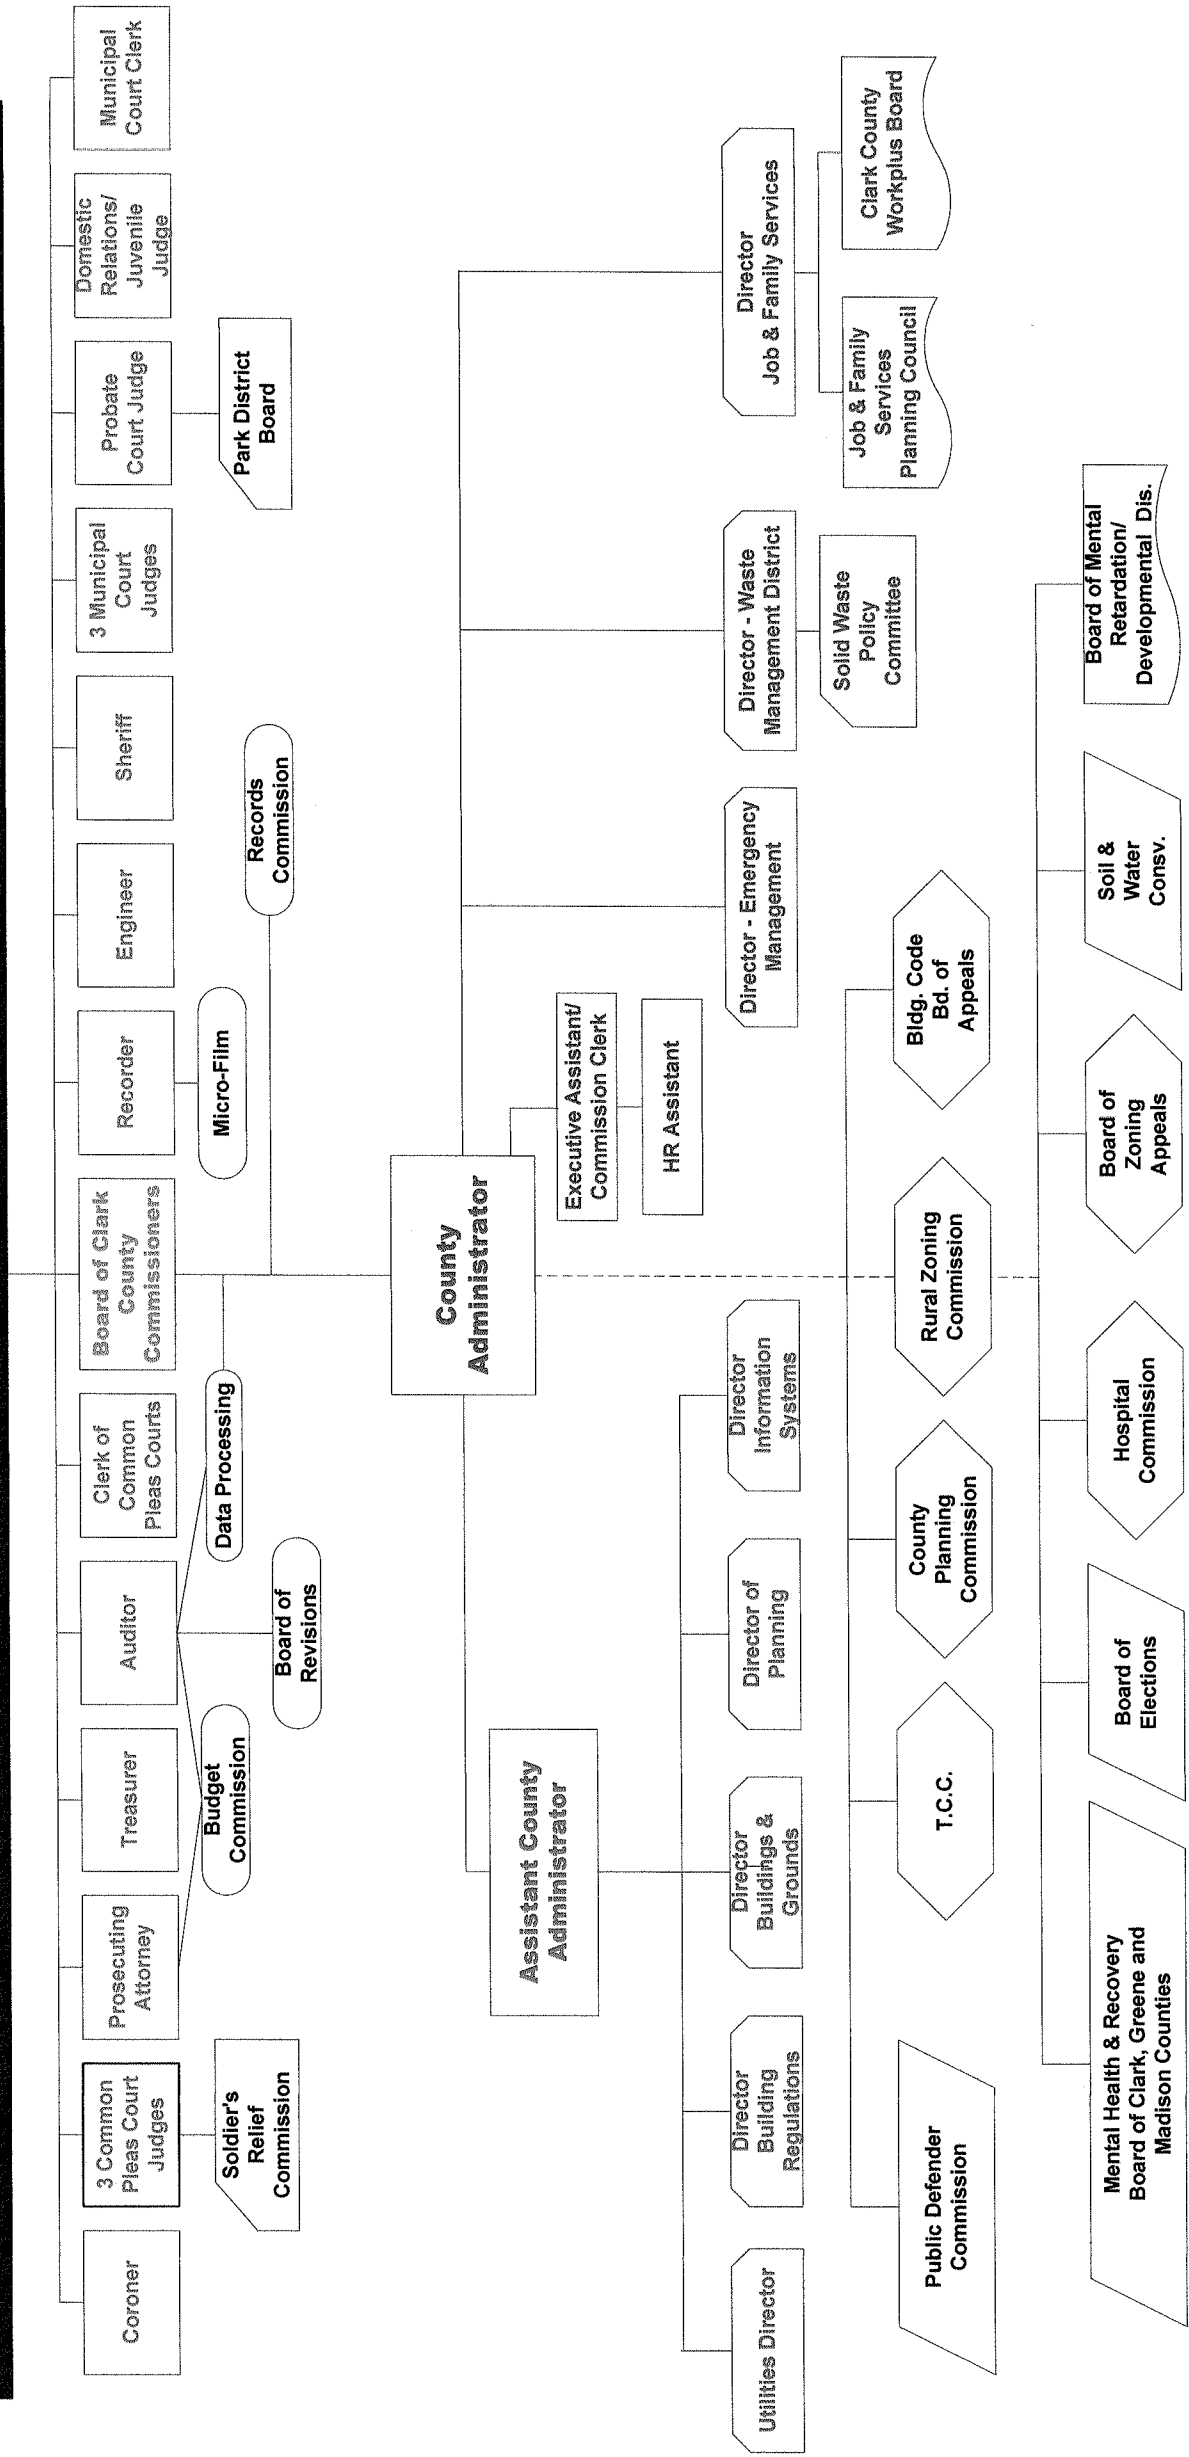 Coroner
3 Common
Pleas Court
Judges
Prosecuting
Attorney
Treasurer
Auditor
Clerk of
Common
Pleas Courts
Board of Clark
County
Commissioners
Recorder
Engineer
Sheriff
3 Municipal
Court
Judges
Probate
Court Judge
Domestic
Relations/
Juvenile
Judge
Municipal
Court Clerk
Soldier's
Relief
Commission
Budget
Commission
Board of
Revisions
Data Processing
Micro-Film
Records
Commission
Park District
Board
County
Administrator
Assistant County
Administrator
Executive Assistant/
Commission Clerk
HR Assistant
Utilities Director
Director
Building
Regulations
Director
Buildings &
Grounds
Director of
Planning
Director
Information
Systems
Director - Emergency
Management
Director - Waste
Management District
Director
Job & Family Services
Solid Waste
Policy
Committee
Job & Family
Services
Planning Council
Clark County
Workplus Board
Public Defender
Commission
T.C.C.
County
Planning
Commission
Rural Zoning
Commission
Bldg. Code
Bd. of
Appeals
Mental Health & Recovery
Board of Clark, Greene and
Madison Counties
Board of
Elections
Hospital
Commission
Board of
Zoning
Appeals
Soil &
Water
Consv.
Board of Mental
Retardation/
Developmental Dis.